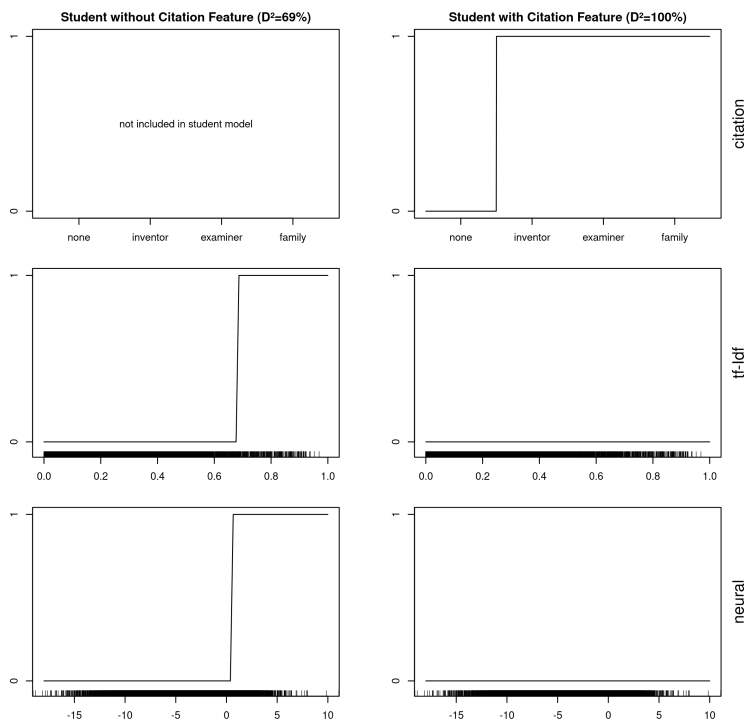 Student without Citation Feature (D²=69%)
Student with Citation Feature (D²=100%)
1
0
not included in student model
none inventor examiner family
1
0
none inventor examiner family
citation
1
0
0.0 0.2 0.4 0.6 0.8 1.0
1
0
0.0 0.2 0.4 0.6 0.8 1.0
tf-Idf
1
0
-15 -10 -5 0 5 10
1
0
-15 -10 -5 0 5 10
neural